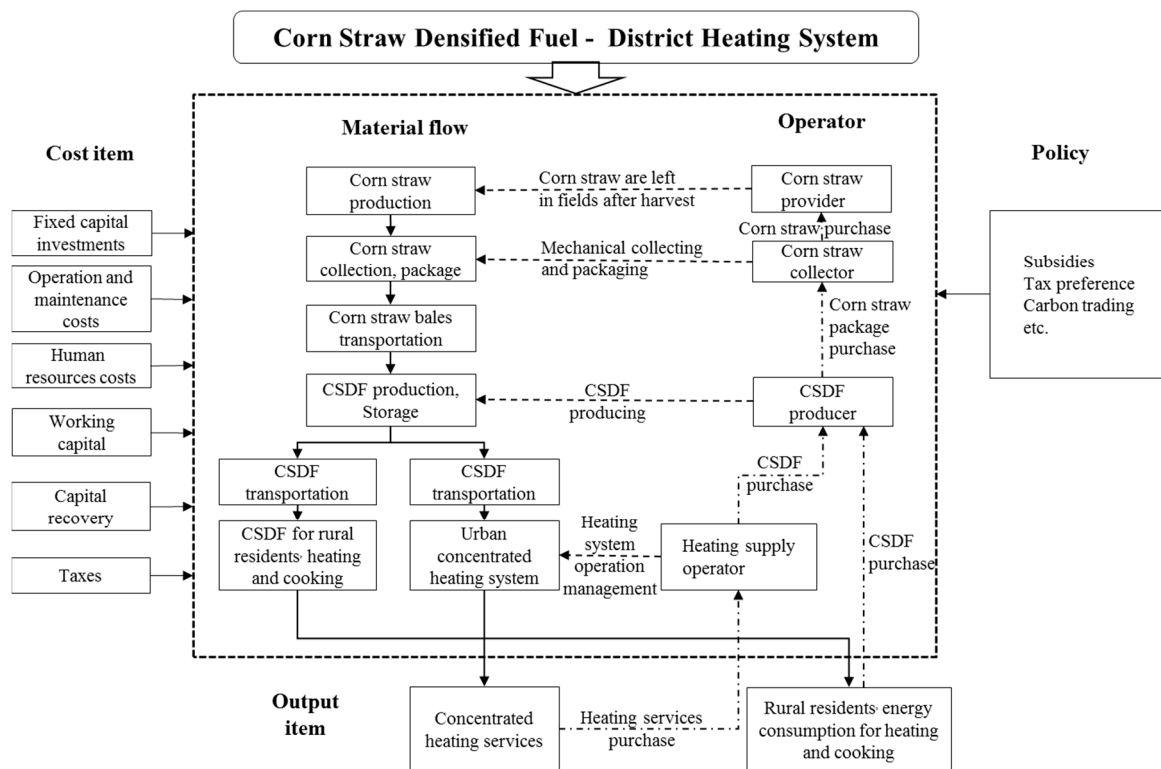 Corn Straw Densified Fuel - District Heating System
Cost item
Material flow
Operator
Policy
Fixed capital
investments
Operation and
maintenance
costs
Human
resources costs
Working
capital
Capital
recovery
Taxes
Corn straw
production
Corn straw are left
in fields after harvest
Corn straw
provider
Corn straw purchase
Corn straw
collection, package
Mechanical collecting
and packaging
Corn straw
collector
Corn straw bales
transportation
Corn straw
package
purchase
CSDF production,
Storage
CSDF
producing
CSDF
producer
CSDF
transportation
CSDF
transportation
CSDF
purchase
CSDF for rural
residents· heating
and cooking
Urban
concentrated
heating system
Heating
system
operation
management
Heating supply
operator
CSDF
purchase
Subsidies
Tax preference
Carbon trading
etc.
Output
item
Concentrated
heating services
Heating services
purchase
Rural residents· energy
consumption for heating
and cooking